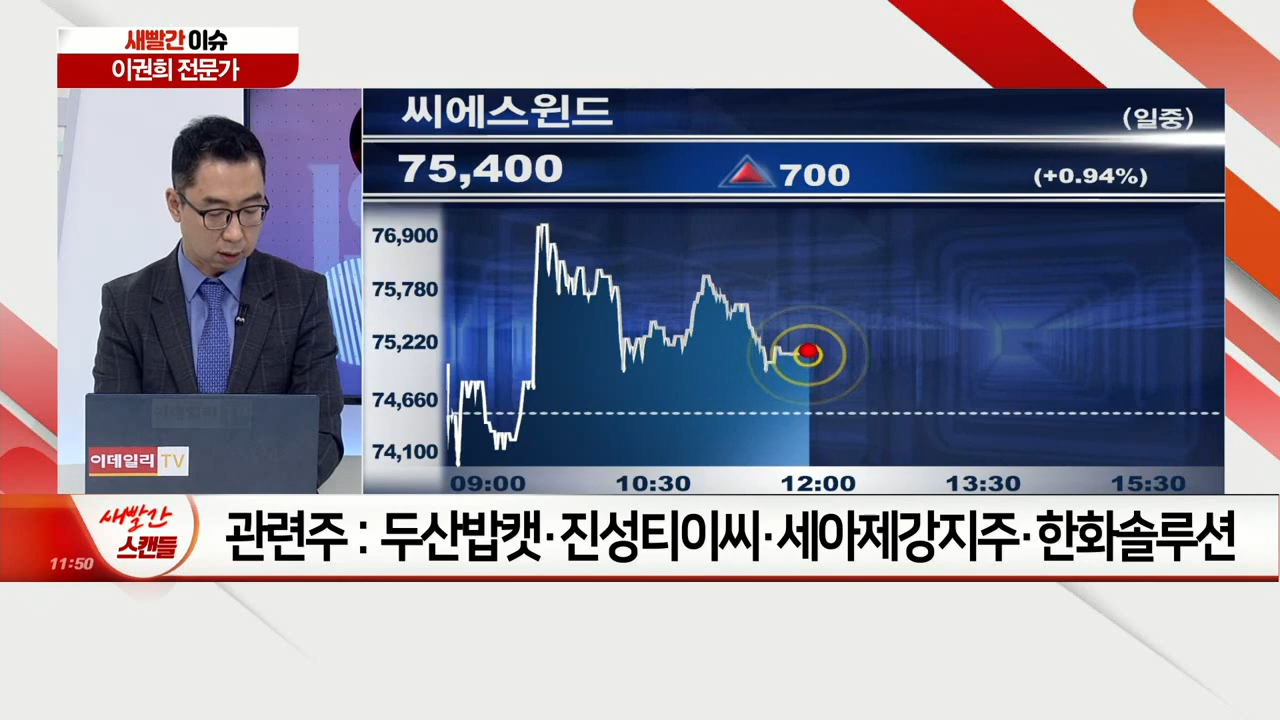 새빨간 이슈
이권희 전문가
씨에스윈드
(일중)
75,400
700
(+0.94%)
76,900
75,780
75,220
74,660
74,100
09:00
10:30
12:00
13:30
15:30
이데일리 TV
새빨간
스캔들
11:50
관련주 : 두산밥캣·진성티이씨·세아제강지주·한화솔루션